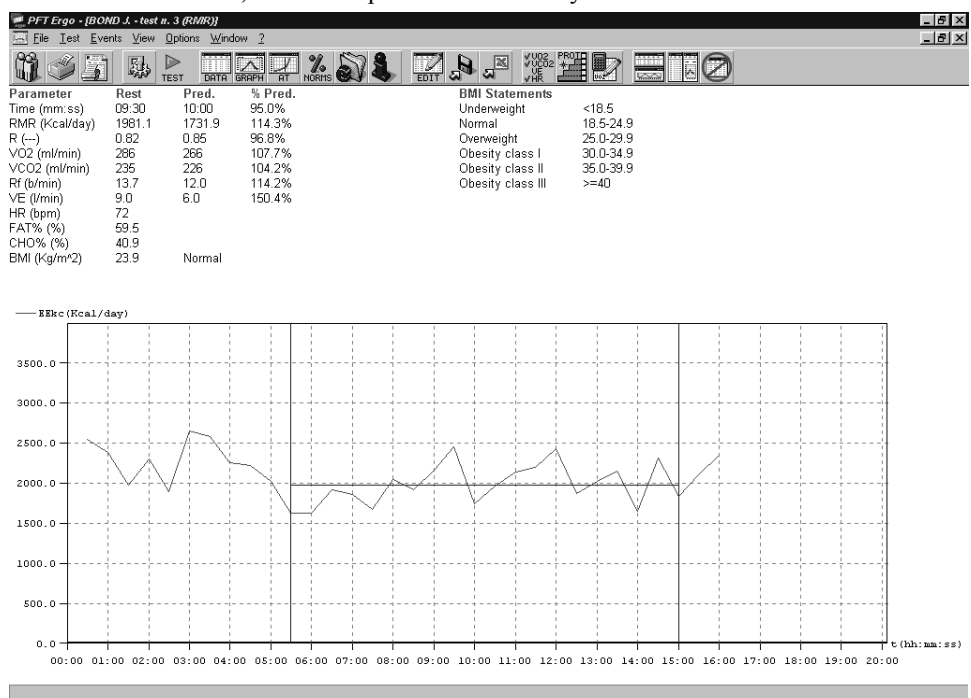 PFT Ergo - [BOND J. - test n. 3 (RMR)]
File Test Events View Options Window ?
TEST DATA GRAPH AT NORMS EDIT VO2 VCO2 VE HR PROTO
Parameter Rest Pred. % Pred. BMI Statements
Time (mm:ss) 09:30 10:00 95.0% Underweight <18.5
RMR (Kcal/day) 1981.1 1731.9 114.3% Normal 18.5-24.9
R (---) 0.82 0.85 96.8% Overweight 25.0-29.9
VO2 (ml/min) 286 266 107.7% Obesity class I 30.0-34.9
VCO2 (ml/min) 235 226 104.2% Obesity class II 35.0-39.9
Rf (b/min) 13.7 12.0 114.2% Obesity class III >=40
VE (l/min) 9.0 6.0 150.4%
HR (bpm) 72
FAT% (%) 59.5
CHO% (%) 40.9
BMI (Kg/m^2) 23.9 Normal
EEkc(Kcal/day)
3500.0
3000.0
2500.0
2000.0
1500.0
1000.0
500.0
0.0
t(hh:mm:ss)
00:00 01:00 02:00 03:00 04:00 05:00 06:00 07:00 08:00 09:00 10:00 11:00 12:00 13:00 14:00 15:00 16:00 17:00 18:00 19:00 20:00